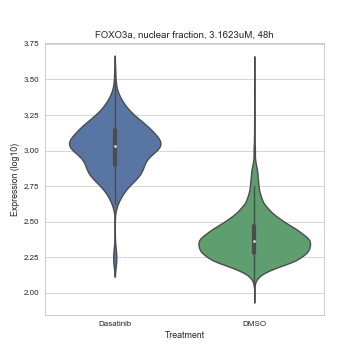 FOXO3a, nuclear fraction, 3.1623uM, 48h
3.75
3.50
3.25
3.00
2.75
2.50
2.25
2.00
Expression (log10)
Dasatinib DMSO
Treatment